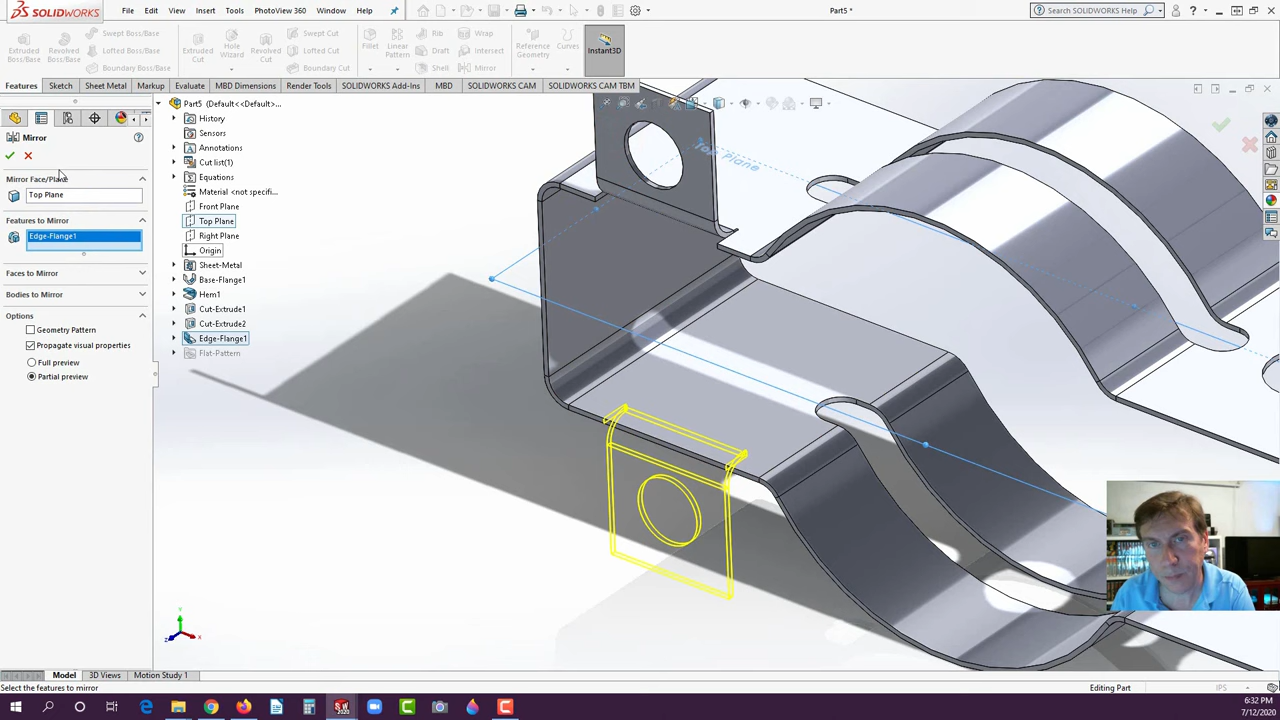 SOLIDWORKS
File Edit View Insert Tools PhotoView 360 Window Help
Part5 *
Search SOLIDWORKS Help
Extruded Boss/Base
Revolved Boss/Base
Swept Boss/Base
Lofted Boss/Base
Boundary Boss/Base
Extruded Cut
Hole Wizard
Revolved Cut
Swept Cut
Lofted Cut
Boundary Cut
Fillet
Linear Pattern
Rib
Draft
Shell
Wrap
Intersect
Mirror
Reference Geometry
Curves
Instant3D
Features Sketch Sheet Metal Markup Evaluate MBD Dimensions Render Tools SOLIDWORKS Add-Ins MBD SOLIDWORKS CAM SOLIDWORKS CAM TBM
Mirror
Mirror Face/Plane
Top Plane
Features to Mirror
Edge-Flange1
Faces to Mirror
Bodies to Mirror
Options
Geometry Pattern
Propagate visual properties
Full preview
Partial preview
Part5 (Default<<Default>...
History
Sensors
Annotations
Cut list(1)
Equations
Material <not specifi...
Front Plane
Top Plane
Right Plane
Origin
Sheet-Metal
Base-Flange1
Hem1
Cut-Extrude1
Cut-Extrude2
Edge-Flange1
Flat-Pattern
Top Plane
Y
X
Z
Model 3D Views Motion Study 1
Select the features to mirror
Editing Part
IPS
6:32 PM
7/12/2020